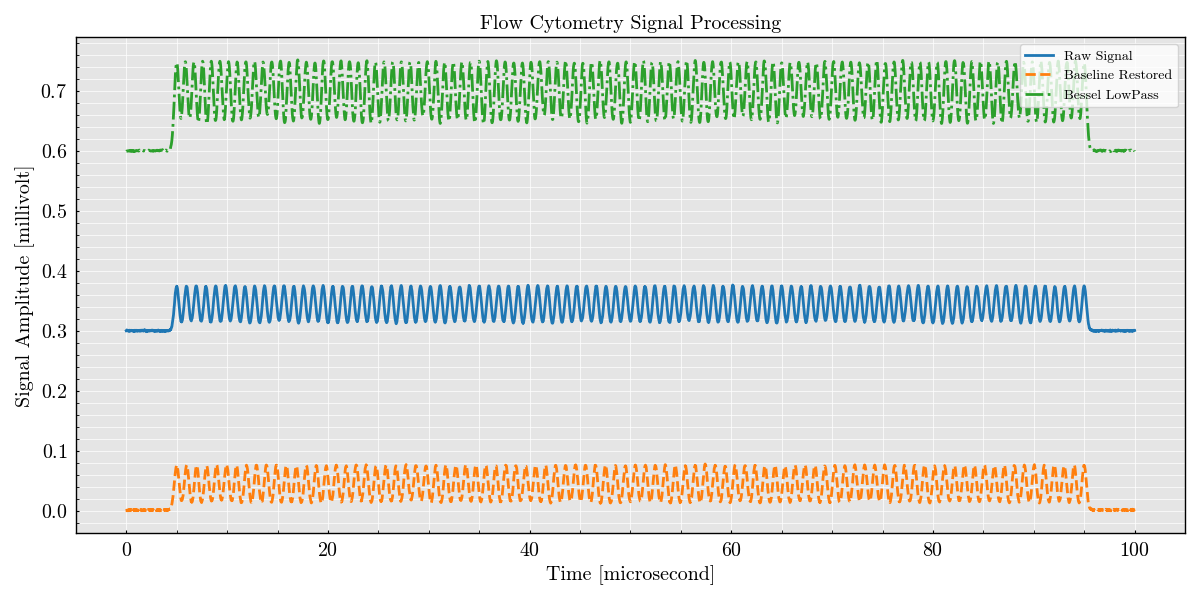 Flow Cytometry Signal Processing
Raw Signal
Baseline Restored
Bessel LowPass
Signal Amplitude [millivolt]
0.7
0.6
0.5
0.4
0.3
0.2
0.1
0.0
0 20 40 60 80 100
Time [microsecond]